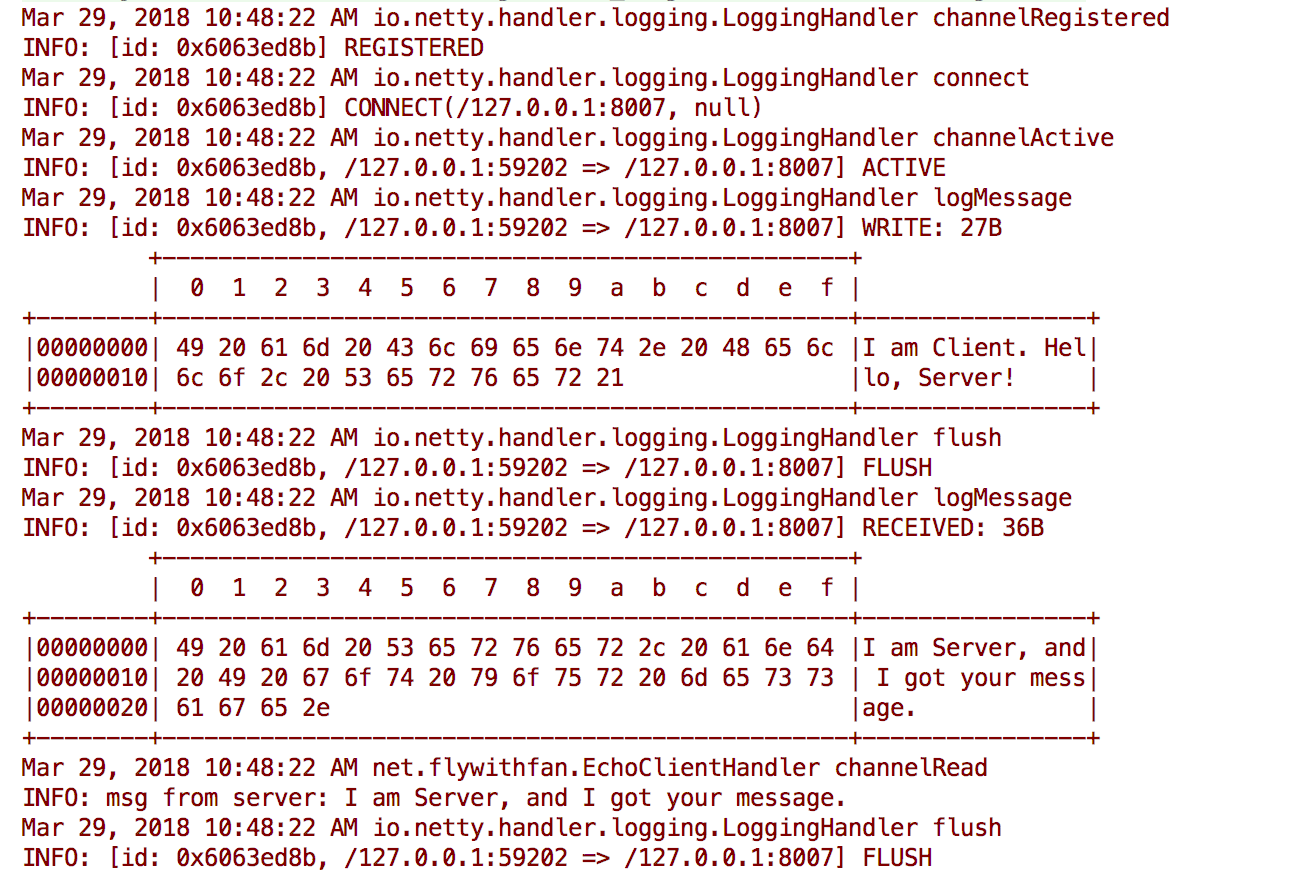 Mar 29, 2018 10:48:22 AM io.netty.handler.logging.LoggingHandler channelRegistered
INFO: [id: 0x6063ed8b] REGISTERED
Mar 29, 2018 10:48:22 AM io.netty.handler.logging.LoggingHandler connect
INFO: [id: 0x6063ed8b] CONNECT(/127.0.0.1:8007, null)
Mar 29, 2018 10:48:22 AM io.netty.handler.logging.LoggingHandler channelActive
INFO: [id: 0x6063ed8b, /127.0.0.1:59202 => /127.0.0.1:8007] ACTIVE
Mar 29, 2018 10:48:22 AM io.netty.handler.logging.LoggingHandler logMessage
INFO: [id: 0x6063ed8b, /127.0.0.1:59202 => /127.0.0.1:8007] WRITE: 27B
         +-------------------------------------------------+
         |  0  1  2  3  4  5  6  7  8  9  a  b  c  d  e  f |
+--------+-------------------------------------------------+----------------+
|00000000| 49 20 61 6d 20 43 6c 69 65 6e 74 2e 20 48 65 6c |I am Client. Hel|
|00000010| 6c 6f 2c 20 53 65 72 76 65 72 21                |lo, Server!     |
+--------+-------------------------------------------------+----------------+
Mar 29, 2018 10:48:22 AM io.netty.handler.logging.LoggingHandler flush
INFO: [id: 0x6063ed8b, /127.0.0.1:59202 => /127.0.0.1:8007] FLUSH
Mar 29, 2018 10:48:22 AM io.netty.handler.logging.LoggingHandler logMessage
INFO: [id: 0x6063ed8b, /127.0.0.1:59202 => /127.0.0.1:8007] RECEIVED: 36B
         +-------------------------------------------------+
         |  0  1  2  3  4  5  6  7  8  9  a  b  c  d  e  f |
+--------+-------------------------------------------------+----------------+
|00000000| 49 20 61 6d 20 53 65 72 76 65 72 2c 20 61 6e 64 |I am Server, and|
|00000010| 20 49 20 67 6f 74 20 79 6f 75 72 20 6d 65 73 73 | I got your mess|
|00000020| 61 67 65 2e                                     |age.            |
+--------+-------------------------------------------------+----------------+
Mar 29, 2018 10:48:22 AM net.flywithfan.EchoClientHandler channelRead
INFO: msg from server: I am Server, and I got your message.
Mar 29, 2018 10:48:22 AM io.netty.handler.logging.LoggingHandler flush
INFO: [id: 0x6063ed8b, /127.0.0.1:59202 => /127.0.0.1:8007] FLUSH